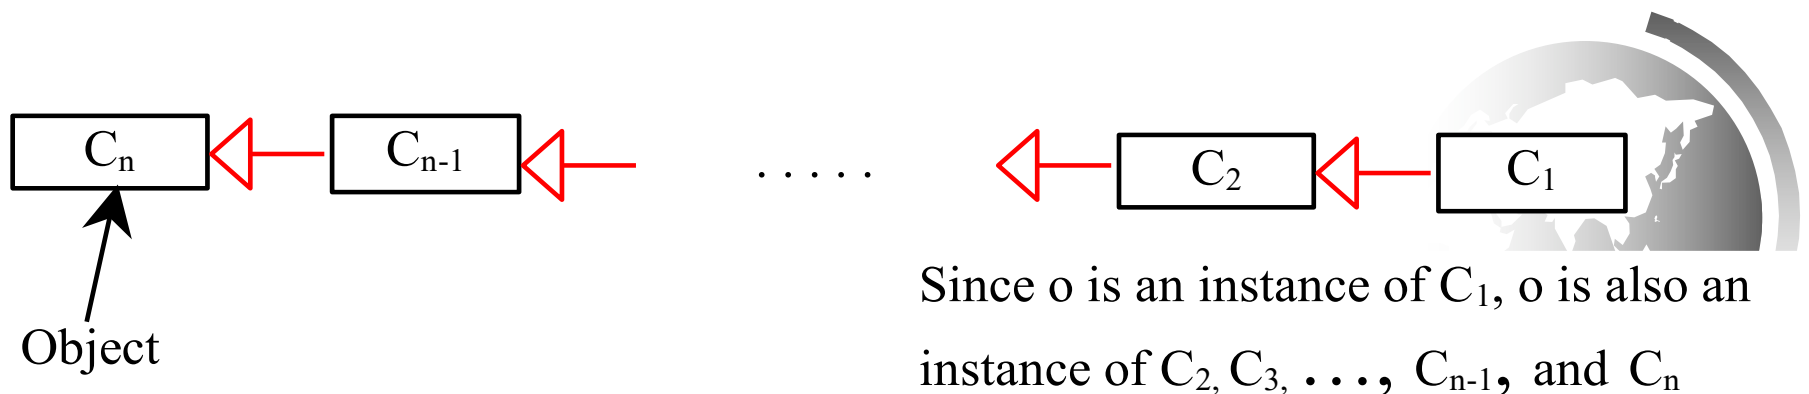 Cn Cn-1 . . . . . C2 C1
Since o is an instance of C1, o is also an
Object
instance of C2, C3, ..., Cn-1, and Cn